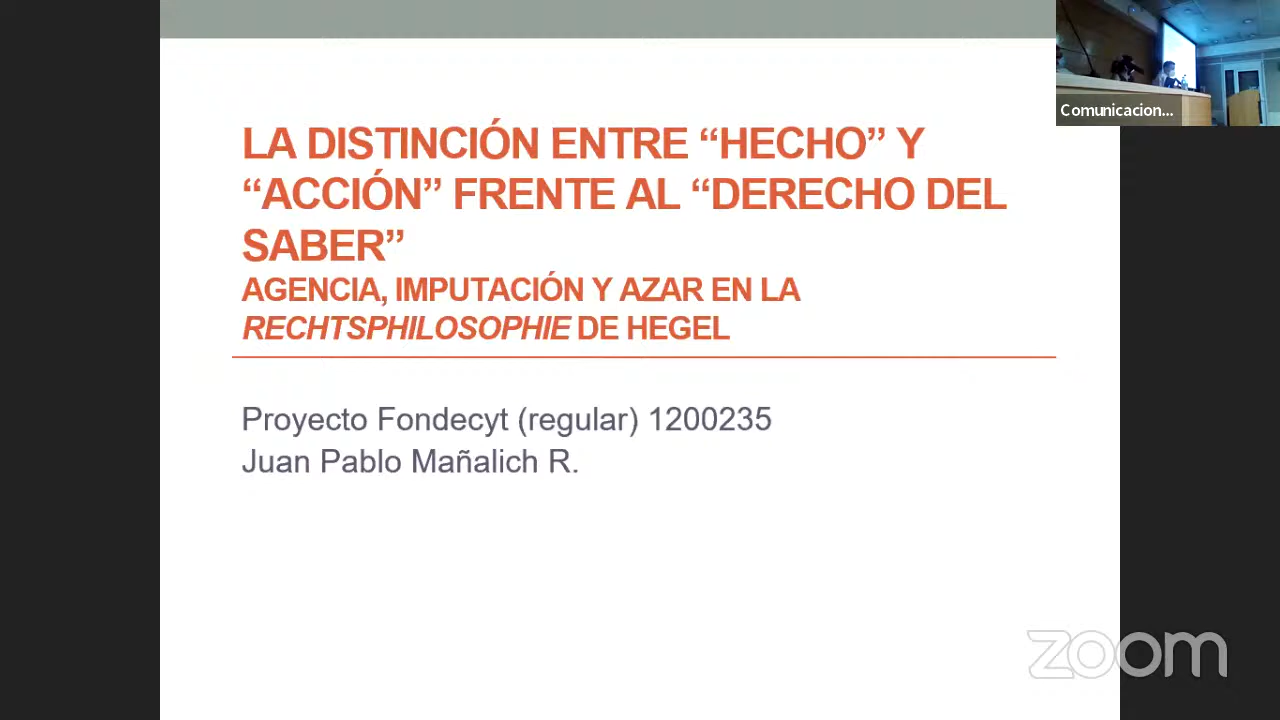 Comunicacion...
LA DISTINCIÓN ENTRE “HECHO” Y
“ACCIÓN” FRENTE AL “DERECHO DEL
SABER”
AGENCIA, IMPUTACIÓN Y AZAR EN LA
RECHTSPHILOSOPHIE DE HEGEL
Proyecto Fondecyt (regular) 1200235
Juan Pablo Mañalich R.
zoom